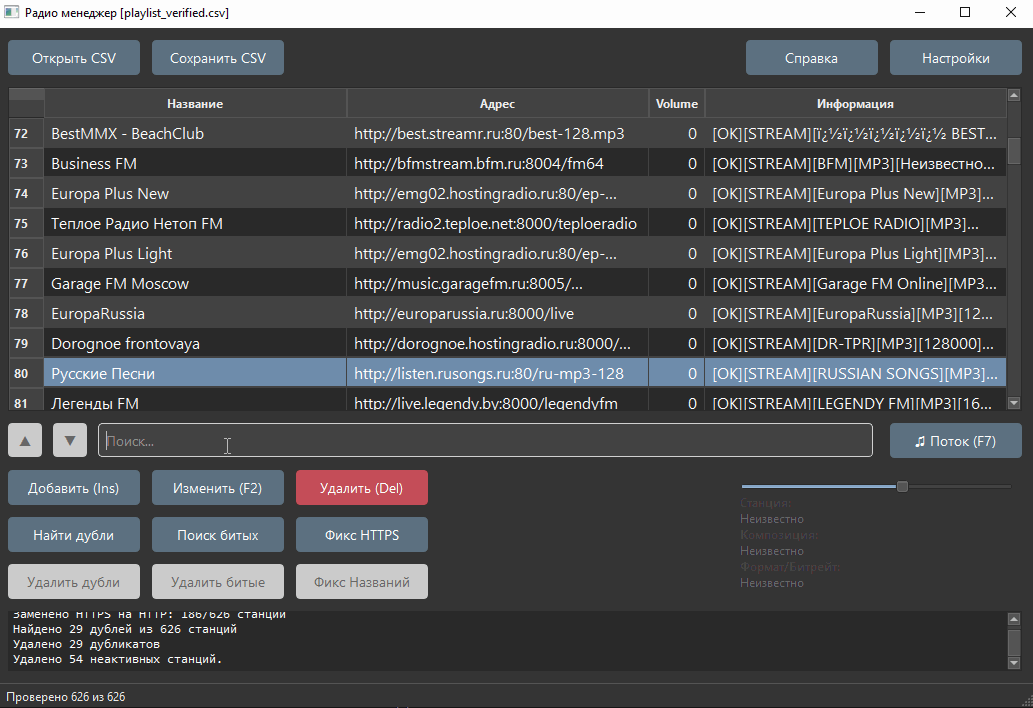 Радио менеджер [playlist_verified.csv]
Открыть CSV Сохранить CSV Справка Настройки
Название Адрес Volume Информация
72 BestMMX - BeachClub http://best.streamr.ru:80/best-128.mp3 0 [OK][STREAM][ï¿½ï¿½ï¿½ï¿½ï¿½ BEST...
73 Business FM http://bfmstream.bfm.ru:8004/fm64 0 [OK][STREAM][BFM][MP3][Неизвестно...
74 Europa Plus New http://emg02.hostingradio.ru:80/ep-... 0 [OK][STREAM][Europa Plus New][MP3]...
75 Теплое Радио Нетоп FM http://radio2.teploe.net:8000/teploeradio 0 [OK][STREAM][TEPLOE RADIO][MP3]...
76 Europa Plus Light http://emg02.hostingradio.ru:80/ep-... 0 [OK][STREAM][Europa Plus Light][MP3]...
77 Garage FM Moscow http://music.garagefm.ru:8005/... 0 [OK][STREAM][Garage FM Online][MP3...
78 EuropaRussia http://europarussia.ru:8000/live 0 [OK][STREAM][EuropaRussia][MP3][12...
79 Dorognoe frontovaya http://dorognoe.hostingradio.ru:8000/... 0 [OK][STREAM][DR-TPR][MP3][128000]...
80 Русские Песни http://listen.rusongs.ru:80/ru-mp3-128 0 [OK][STREAM][RUSSIAN SONGS][MP3]...
81 Легенды FM http://live.legendy.by:8000/legendyfm 0 [OK][STREAM][LEGENDY FM][MP3][16...
▲ ▼ Поиск... ♫ Поток (F7)
Добавить (Ins) Изменить (F2) Удалить (Del)
Найти дубли Поиск битых Фикс HTTPS
Удалить дубли Удалить битые Фикс Названий
Станция:
Неизвестно
Композиция:
Неизвестно
Формат/Битрейт:
Неизвестно
Заменено HTTPS на HTTP: 186/626 станций
Найдено 29 дублей из 626 станций
Удалено 29 дубликатов
Удалено 54 неактивных станций.
Проверено 626 из 626